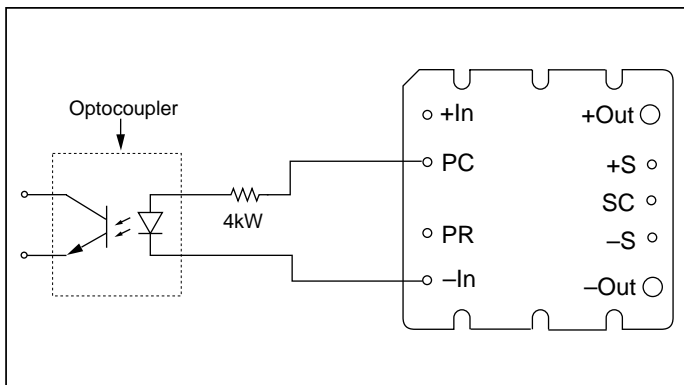 Optocoupler
4kW
+In
PC
PR
–In
+Out
+S
SC
–S
–Out